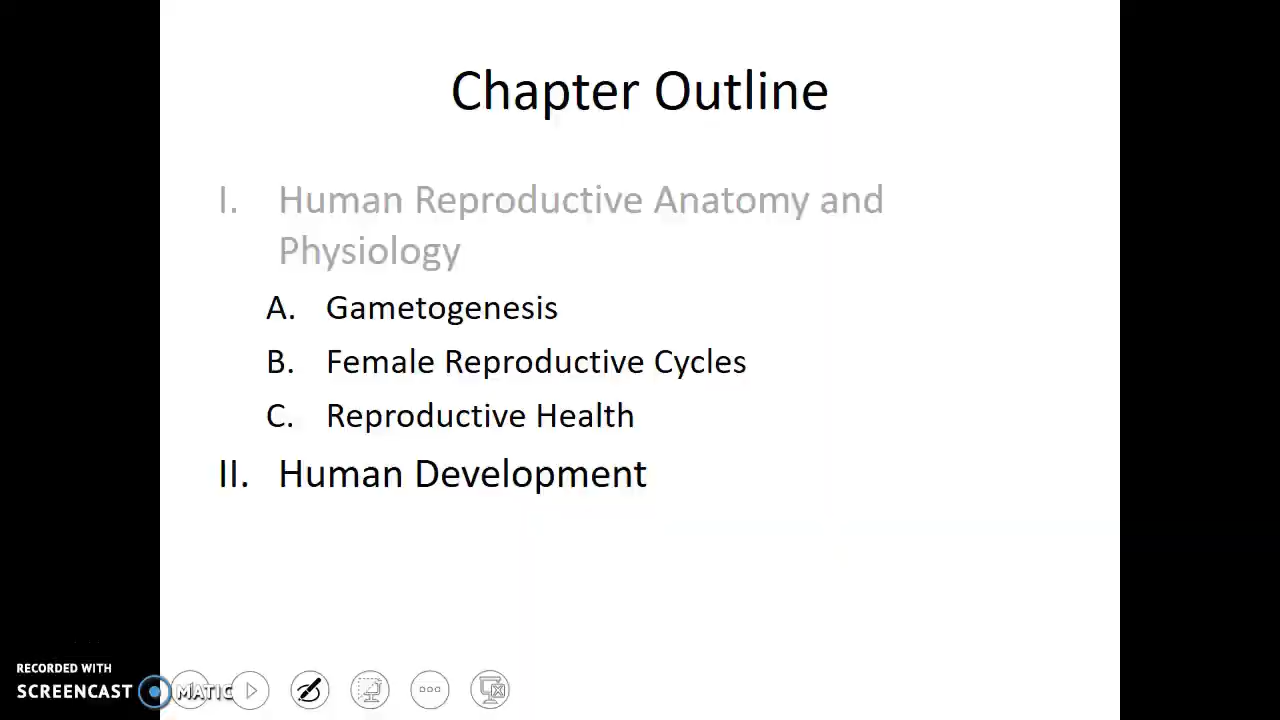 Chapter Outline
I. Human Reproductive Anatomy and
Physiology
A. Gametogenesis
B. Female Reproductive Cycles
C. Reproductive Health
II. Human Development
RECORDED WITH
SCREENCAST MATIC